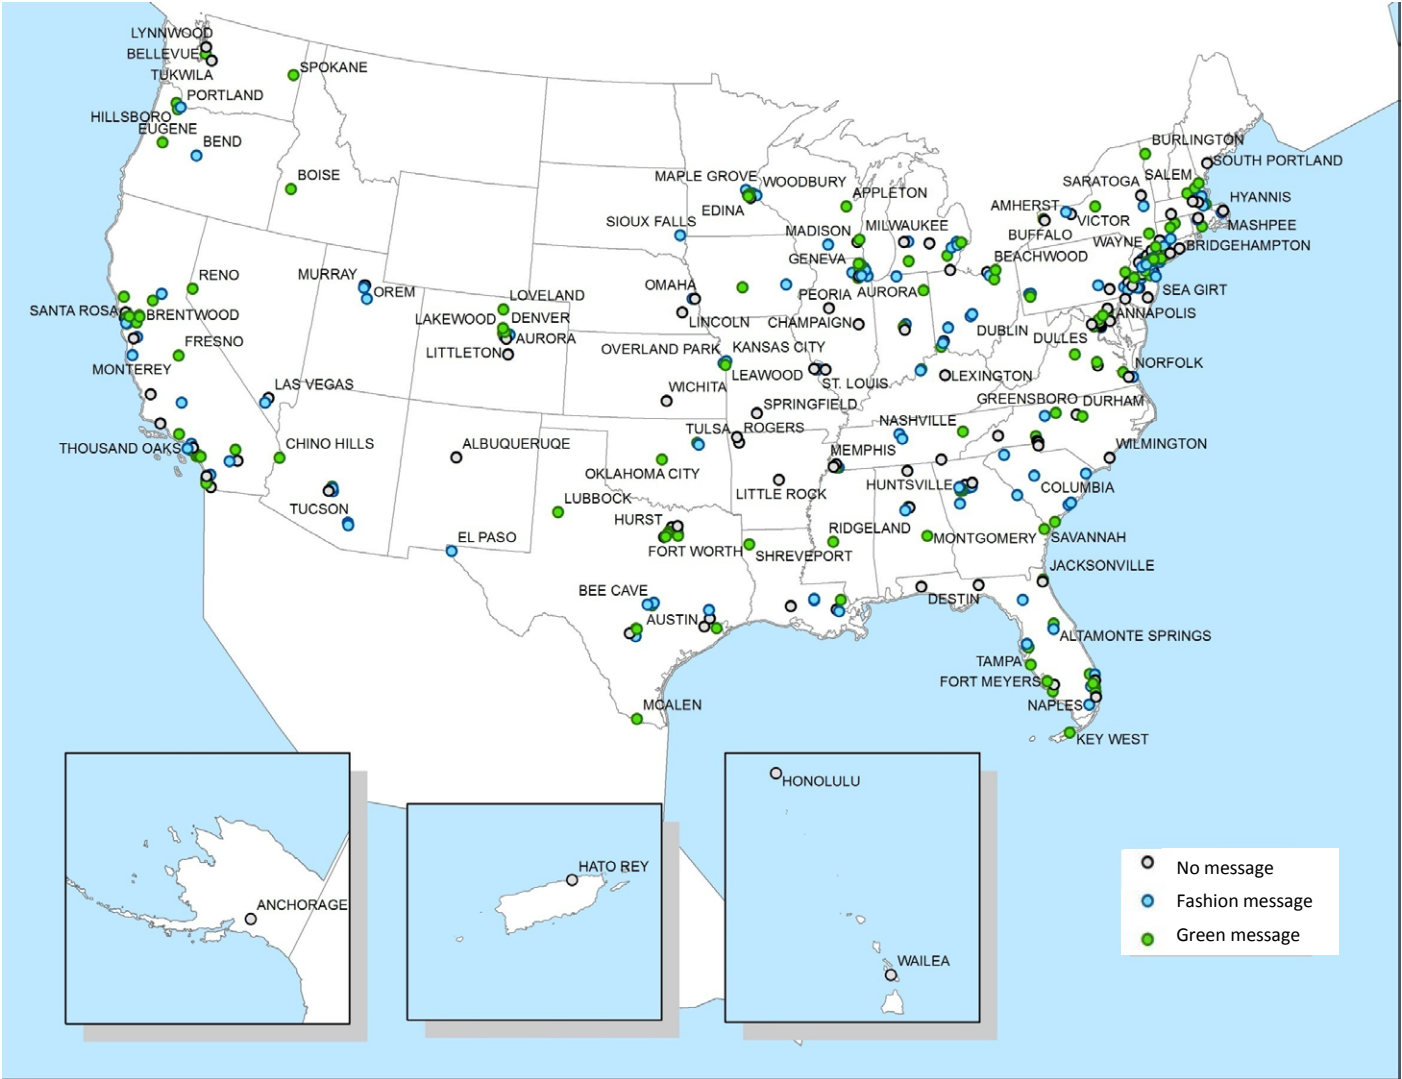 LYNNWOOD
BELLEVUE
TUKWILA
SPOKANE
PORTLAND
HILLSBORO
EUGENE
BEND
BOISE
MAPLE GROVE
WOODBURY
EDINA
APPLETON
SIOUX FALLS
MADISON
MILWAUKEE
GENEVA
BURLINGTON
SOUTH PORTLAND
SARATOGA
SALEM
HYANNIS
AMHERST
VICTOR
BUFFALO
MASHPEE
WAYNE
BRIDGEHAMPTON
BEACHWOOD
RENO
MURRAY
OREM
OMAHA
PEORIA
AURORA
SEA GIRT
SANTA ROSA
BRENTWOOD
LOVELAND
LAKEWOOD
DENVER
AURORA
LITTLETON
LINCOLN
CHAMPAIGN
DUBLIN
ANNAPOLIS
DULLES
FRESNO
MONTEREY
OVERLAND PARK
KANSAS CITY
LEAWOOD
ST. LOUIS
LEXINGTON
NORFOLK
LAS VEGAS
WICHITA
SPRINGFIELD
GREENSBORO
DURHAM
NASHVILLE
TULSA
ROGERS
THOUSAND OAKS
CHINO HILLS
ALBUQUERUQE
MEMPHIS
WILMINGTON
OKLAHOMA CITY
LITTLE ROCK
HUNTSVILLE
COLUMBIA
TUCSON
LUBBOCK
HURST
EL PASO
FORT WORTH
SHREVEPORT
RIDGELAND
MONTGOMERY
SAVANNAH
JACKSONVILLE
BEE CAVE
AUSTIN
DESTIN
ALTAMONTE SPRINGS
TAMPA
FORT MEYERS
NAPLES
MCALEN
KEY WEST
HONOLULU
HATO REY
ANCHORAGE
WAILEA
No message
Fashion message
Green message